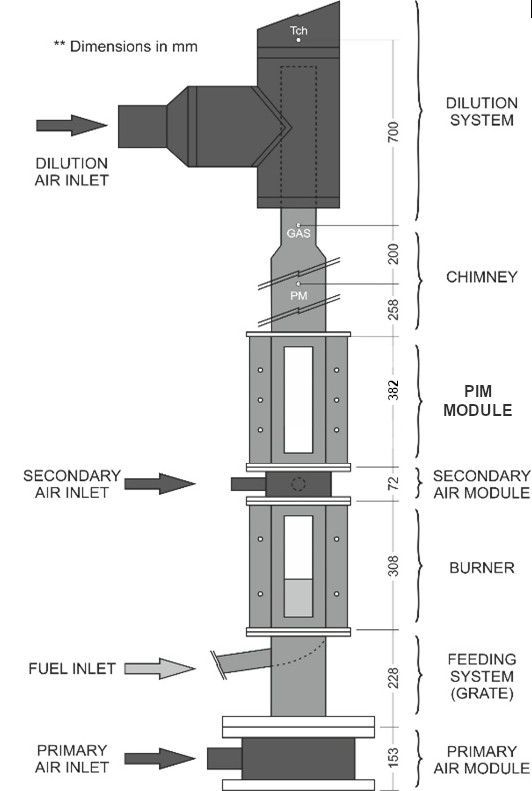 Tch
** Dimensions in mm
DILUTION
SYSTEM
700
DILUTION
AIR INLET
GAS
200
CHIMNEY
PM
258
382
PIM
MODULE
SECONDARY
AIR INLET
72
SECONDARY
AIR MODULE
308
BURNER
FUEL INLET
228
FEEDING
SYSTEM
(GRATE)
PRIMARY
AIR INLET
153
PRIMARY
AIR MODULE